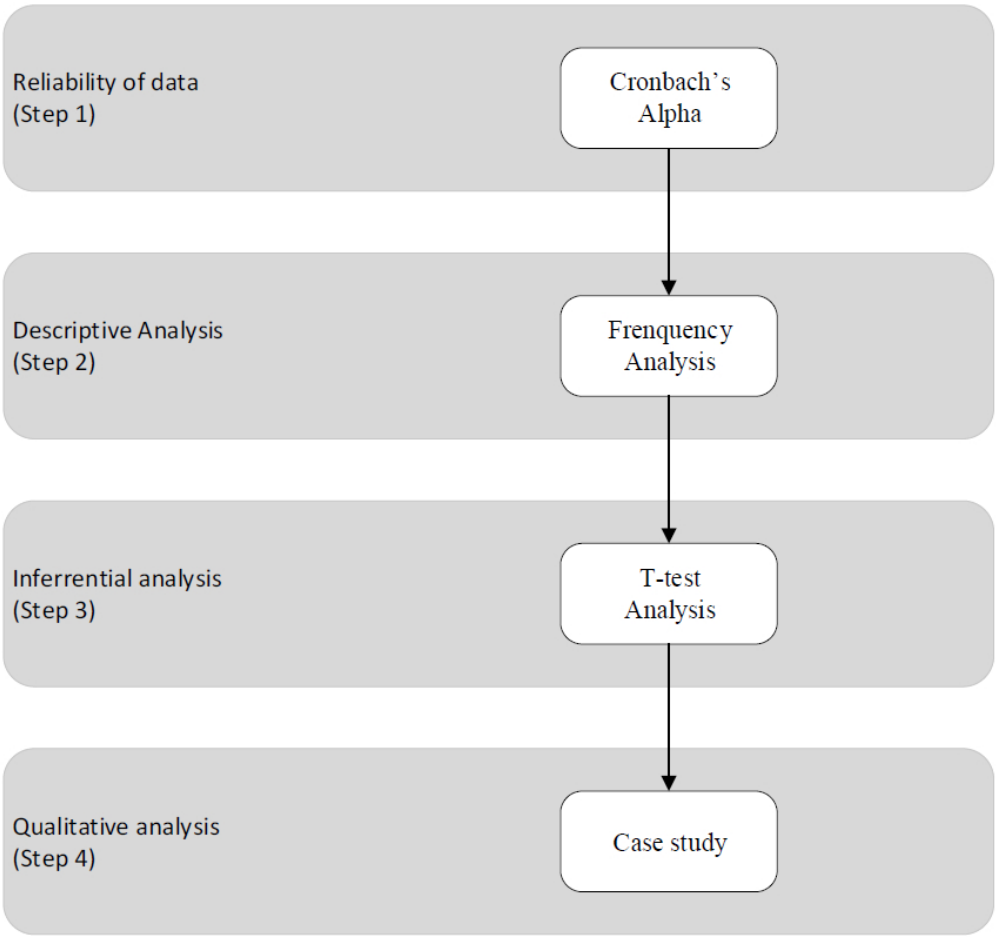 Reliability of data
(Step 1)
Cronbach’s
Alpha
Descriptive Analysis
(Step 2)
Frenquency
Analysis
Inferrential analysis
(Step 3)
T-test
Analysis
Qualitative analysis
(Step 4)
Case study